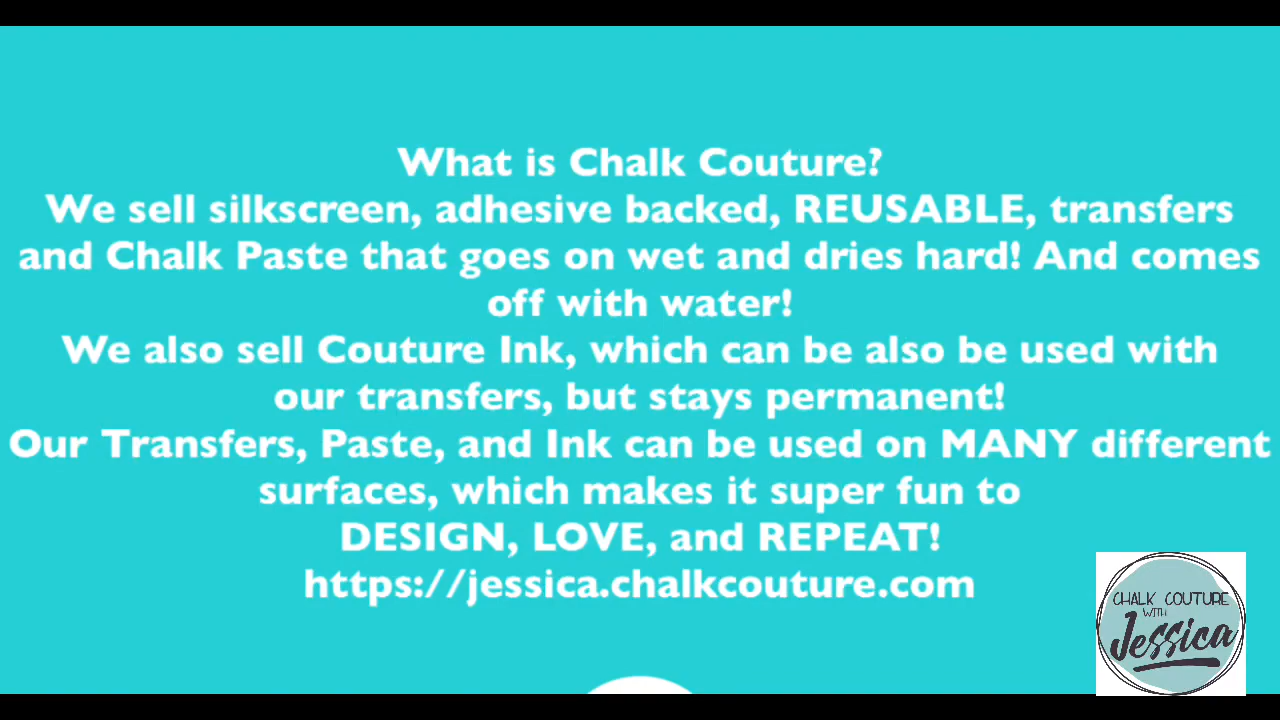 What is Chalk Couture?
We sell silkscreen, adhesive backed, REUSABLE, transfers
and Chalk Paste that goes on wet and dries hard! And comes
off with water!
We also sell Couture Ink, which can be also be used with
our transfers, but stays permanent!
Our Transfers, Paste, and Ink can be used on MANY different
surfaces, which makes it super fun to
DESIGN, LOVE, and REPEAT!
https://jessica.chalkcouture.com
CHALK COUTURE
WITH
Jessica